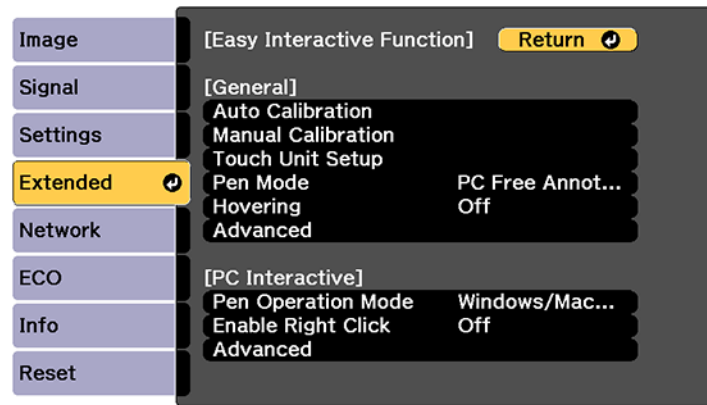 Image
Signal
Settings
Extended
Network
ECO
Info
Reset
[Easy Interactive Function] Return
[General]
Auto Calibration
Manual Calibration
Touch Unit Setup
Pen Mode PC Free Annot...
Hovering Off
Advanced
[PC Interactive]
Pen Operation Mode Windows/Mac...
Enable Right Click Off
Advanced